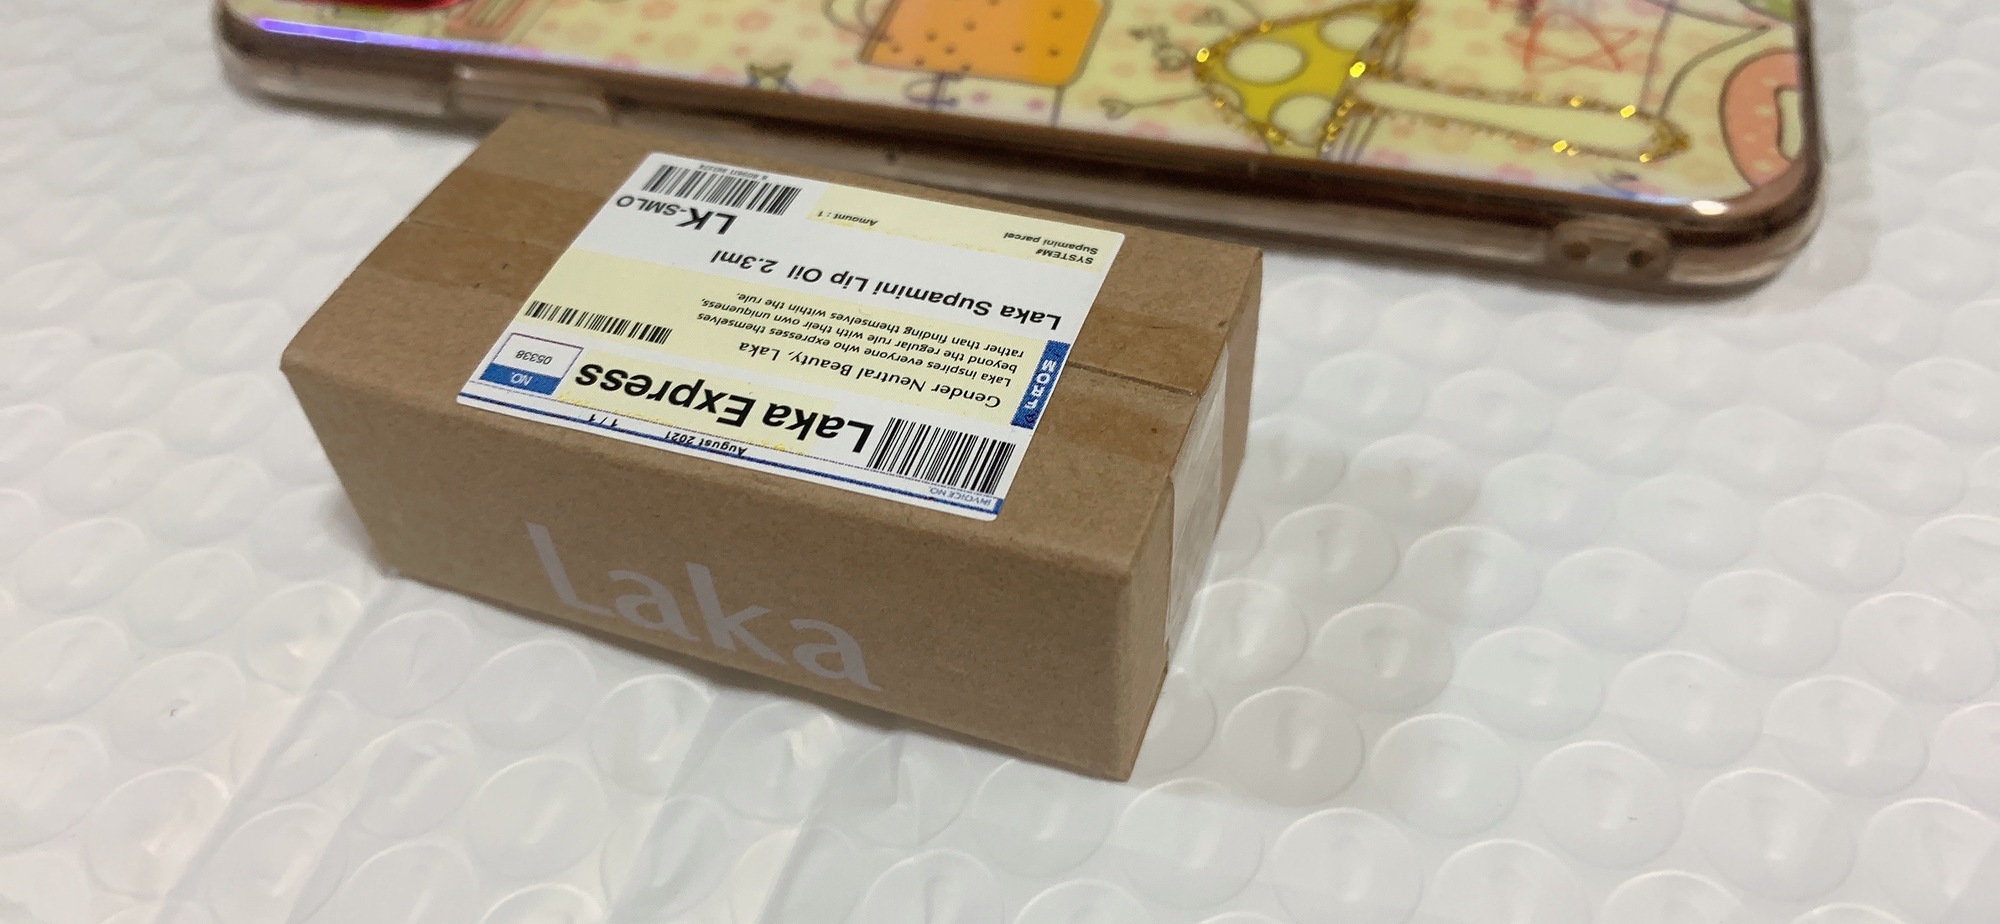 INVOICE NO.
August 2021
1 / 1
Laka Express
NO.
05338
Gender Neutral Beauty, Laka
Laka inspires everyone who expresses themselves
beyond the regular rule with their own uniqueness,
rather than finding themselves within the rule.
Laka Supamini Lip Oil 2.3ml
SYSTEM#
Supamini parcel
Amount : 1
LK-SMLO
Laka